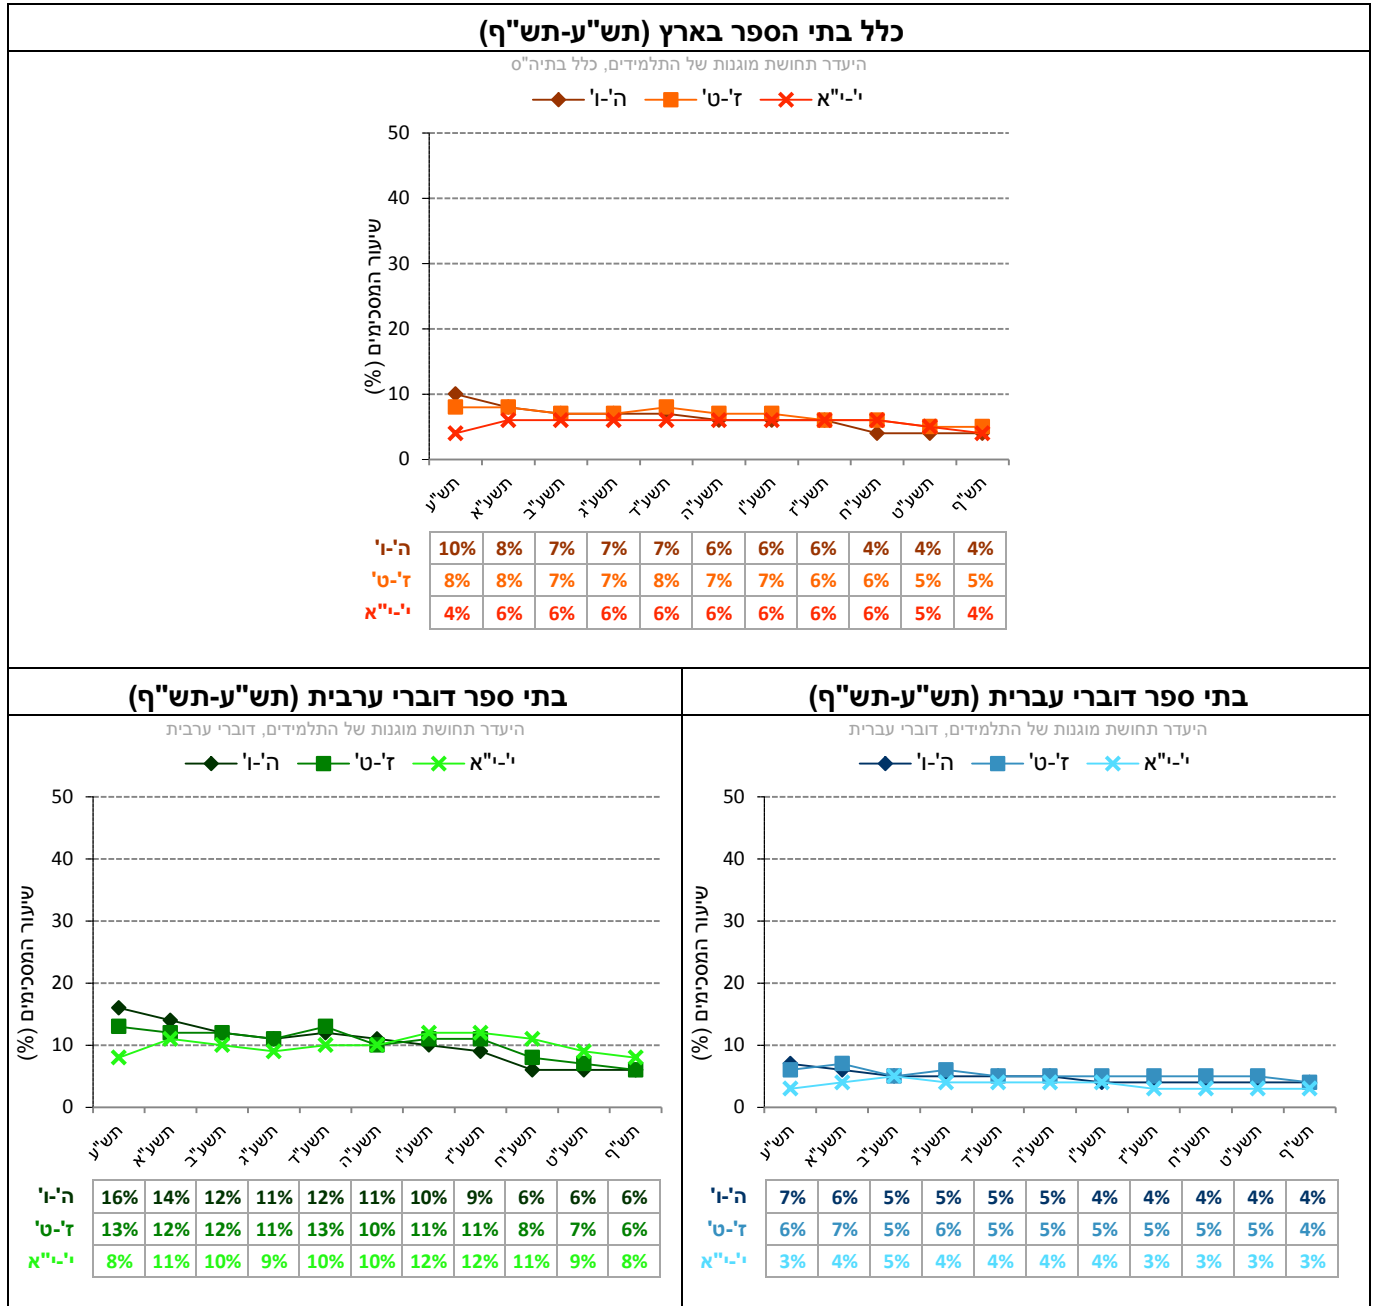 כלל בתי הספר בארץ (תש"ע-תש"ף)
היעדר תחושת מוגנות של התלמידים, כלל בתיה"ס
ה'-ו' ז'-ט' י'-י"א
שיעור המסכימים (%)
50
40
30
20
10
0
תש"ע תשע"א תשע"ב תשע"ג תשע"ד תשע"ה תשע"ו תשע"ז תשע"ח תשע"ט תש"ף
ה'-ו' 10% 8% 7% 7% 7% 6% 6% 6% 4% 4% 4%
ז'-ט' 8% 8% 7% 7% 8% 7% 7% 6% 6% 5% 5%
י'-י"א 4% 6% 6% 6% 6% 6% 6% 6% 6% 5% 4%
בתי ספר דוברי עברית (תש"ע-תש"ף)
היעדר תחושת מוגנות של התלמידים, דוברי עברית
ה'-ו' ז'-ט' י'-י"א
שיעור המסכימים (%)
50
40
30
20
10
0
תש"ע תשע"א תשע"ב תשע"ג תשע"ד תשע"ה תשע"ו תשע"ז תשע"ח תשע"ט תש"ף
ה'-ו' 7% 6% 5% 5% 5% 5% 4% 4% 4% 4% 4%
ז'-ט' 6% 7% 5% 6% 5% 5% 5% 5% 5% 5% 4%
י'-י"א 3% 4% 5% 4% 4% 4% 4% 3% 3% 3% 3%
בתי ספר דוברי ערבית (תש"ע-תש"ף)
היעדר תחושת מוגנות של התלמידים, דוברי ערבית
ה'-ו' ז'-ט' י'-י"א
שיעור המסכימים (%)
50
40
30
20
10
0
תש"ע תשע"א תשע"ב תשע"ג תשע"ד תשע"ה תשע"ו תשע"ז תשע"ח תשע"ט תש"ף
ה'-ו' 16% 14% 12% 11% 12% 11% 10% 9% 6% 6% 6%
ז'-ט' 13% 12% 12% 11% 13% 10% 11% 11% 8% 7% 6%
י'-י"א 8% 11% 10% 9% 10% 10% 12% 12% 11% 9% 8%